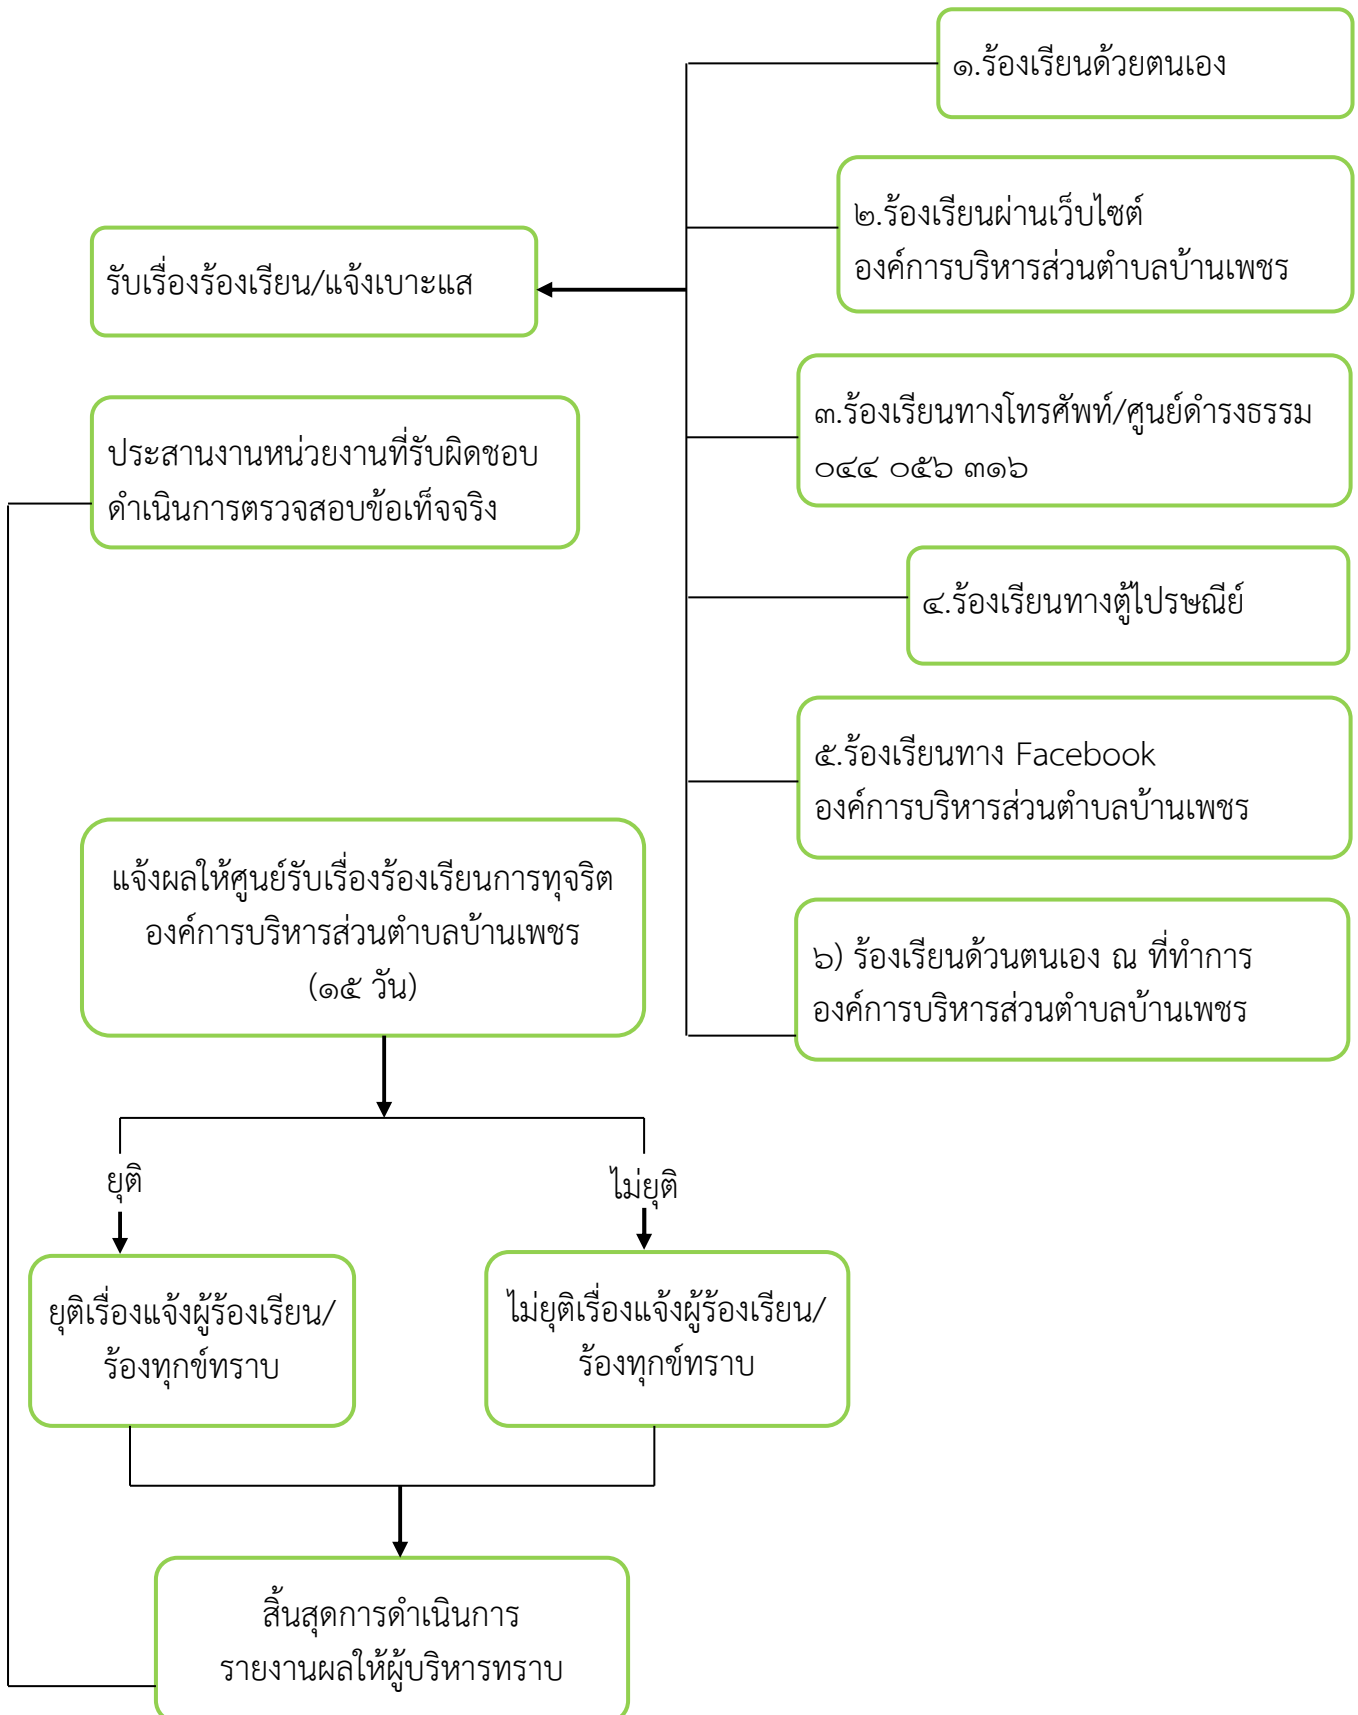 ๑.ร้องเรียนด้วยตนเอง
๒.ร้องเรียนผ่านเว็บไซต์
องค์การบริหารส่วนตำบลบ้านเพชร
รับเรื่องร้องเรียน/แจ้งเบาะแส
๓.ร้องเรียนทางโทรศัพท์/ศูนย์ดำรงธรรม
๐๔๔ ๐๕๖ ๓๑๖
ประสานงานหน่วยงานที่รับผิดชอบ
ดำเนินการตรวจสอบข้อเท็จจริง
๔.ร้องเรียนทางตู้ไปรษณีย์
๕.ร้องเรียนทาง Facebook
องค์การบริหารส่วนตำบลบ้านเพชร
แจ้งผลให้ศูนย์รับเรื่องร้องเรียนการทุจริต
องค์การบริหารส่วนตำบลบ้านเพชร
(๑๕ วัน)
๖) ร้องเรียนด้วนตนเอง ณ ที่ทำการ
องค์การบริหารส่วนตำบลบ้านเพชร
ยุติ
ไม่ยุติ
ยุติเรื่องแจ้งผู้ร้องเรียน/
ร้องทุกข์ทราบ
ไม่ยุติเรื่องแจ้งผู้ร้องเรียน/
ร้องทุกข์ทราบ
สิ้นสุดการดำเนินการ
รายงานผลให้ผู้บริหารทราบ